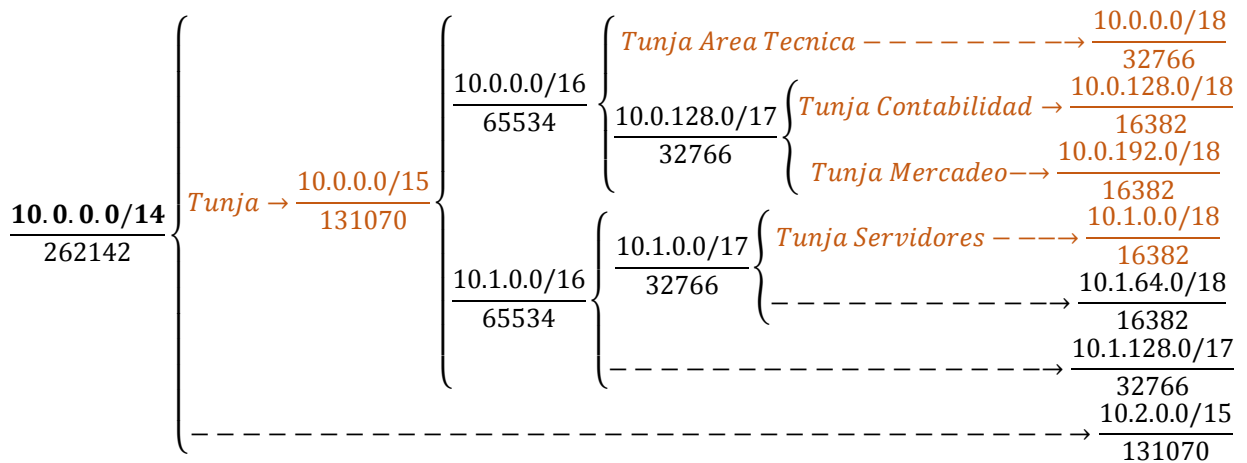 Tunja Area Tecnica − − − − − − − − −→ 10.0.0.0/18
32766
10.0.0.0/16
65534
10.0.128.0/17
32766
Tunja Contabilidad → 10.0.128.0/18
16382
Tunja Mercadeo−→ 10.0.192.0/18
16382
10.0.0.0/14
262142
Tunja → 10.0.0.0/15
131070
10.1.0.0/16
65534
10.1.0.0/17
32766
Tunja Servidores − −−→ 10.1.0.0/18
16382
− − − − − − − − − − −−→ 10.1.64.0/18
16382
− − − − − − − − − − − − − − − − −−→ 10.1.128.0/17
32766
− − − − − − − − − − − − − − − − − − − − − − − − − − − − − − − −→ 10.2.0.0/15
131070